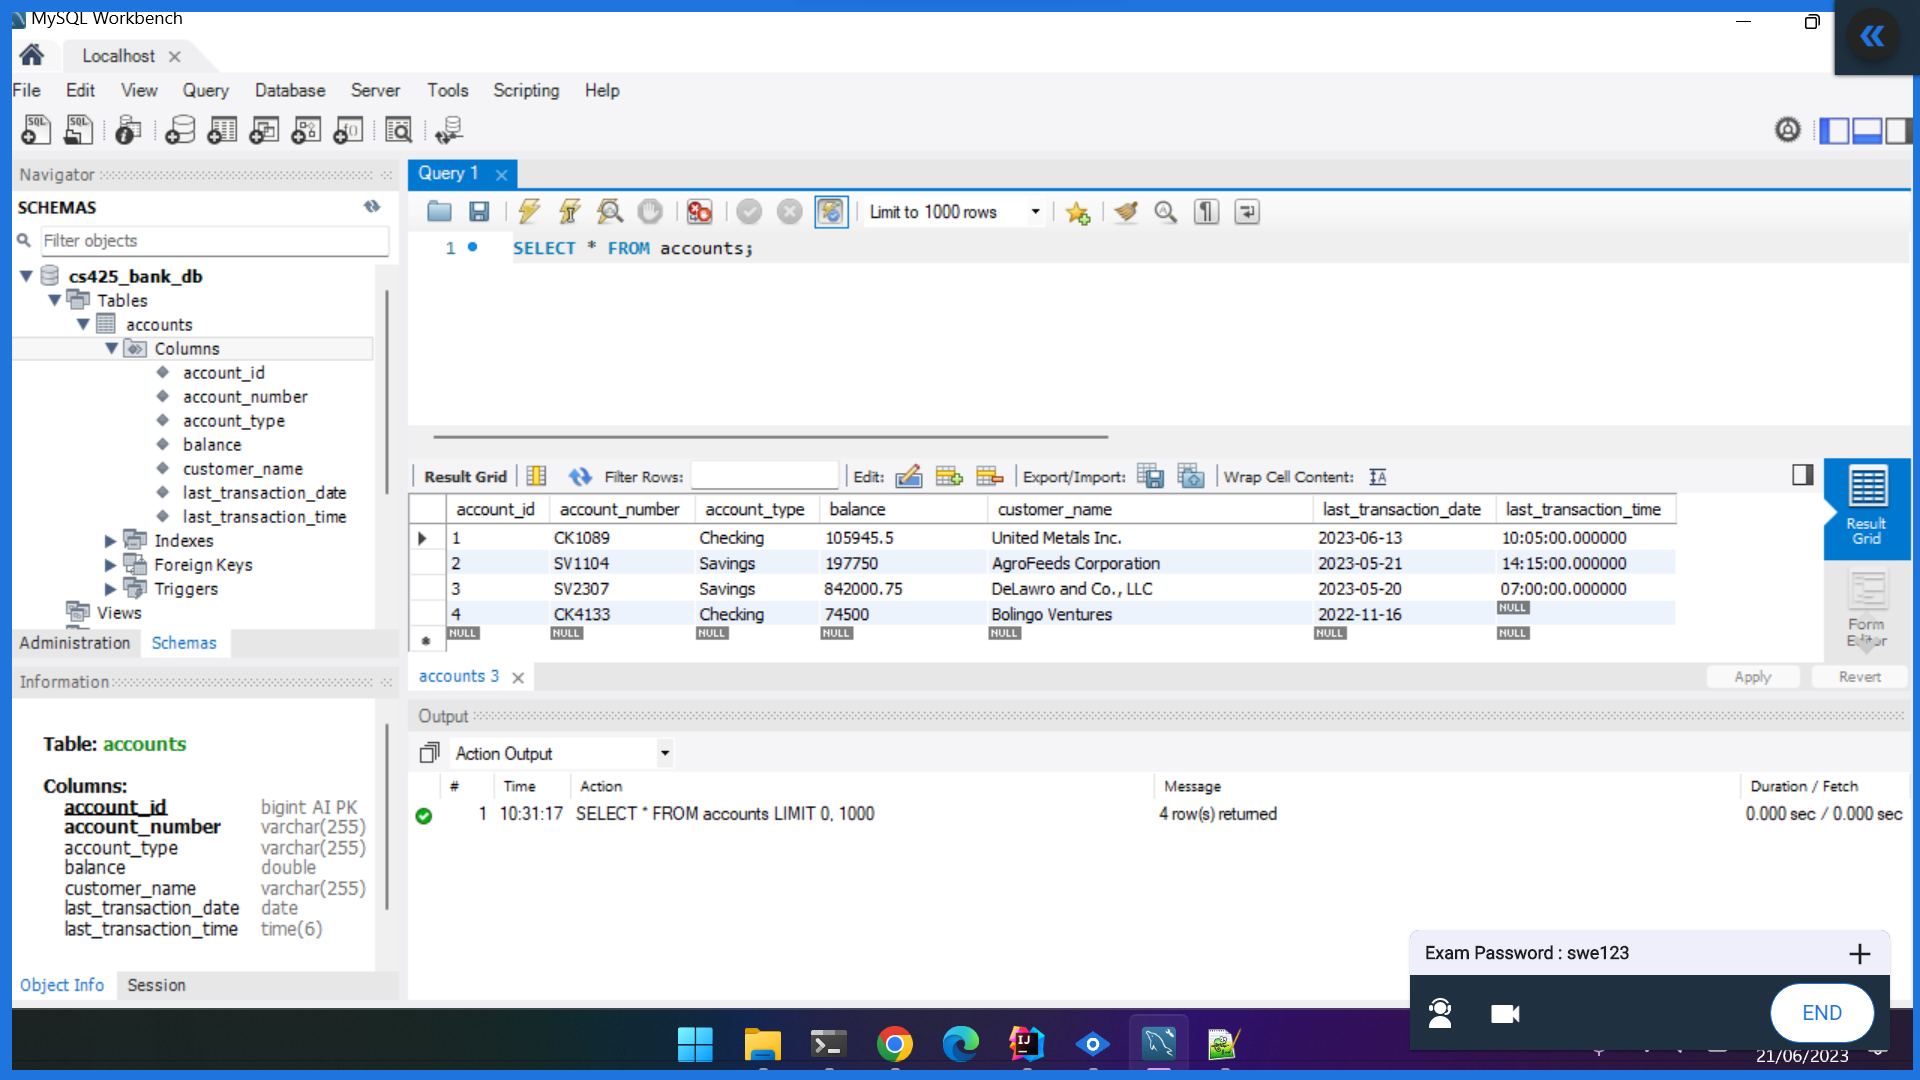 MySQL Workbench
Localhost
File Edit View Query Database Server Tools Scripting Help
Navigator
SCHEMAS
Filter objects
cs425_bank_db
Tables
accounts
Columns
account_id
account_number
account_type
balance
customer_name
last_transaction_date
last_transaction_time
Indexes
Foreign Keys
Triggers
Views
Administration Schemas
Information
Table: accounts
Columns:
account_id bigint AI PK
account_number varchar(255)
account_type varchar(255)
balance double
customer_name varchar(255)
last_transaction_date date
last_transaction_time time(6)
Object Info Session
Query 1
Limit to 1000 rows
1 SELECT * FROM accounts;
Result Grid Filter Rows: Edit: Export/Import: Wrap Cell Content:
account_id account_number account_type balance customer_name last_transaction_date last_transaction_time
1 CK1089 Checking 105945.5 United Metals Inc. 2023-06-13 10:05:00.000000
2 SV1104 Savings 197750 AgroFeeds Corporation 2023-05-21 14:15:00.000000
3 SV2307 Savings 842000.75 DeLawro and Co., LLC 2023-05-20 07:00:00.000000
4 CK4133 Checking 74500 Bolingo Ventures 2022-11-16 NULL
NULL NULL NULL NULL NULL NULL NULL
Result
Grid
Form
Editor
accounts 3
Apply Revert
Output
Action Output
# Time Action Message Duration / Fetch
1 10:31:17 SELECT * FROM accounts LIMIT 0, 1000 4 row(s) returned 0.000 sec / 0.000 sec
Exam Password : swe123
END
21/06/2023